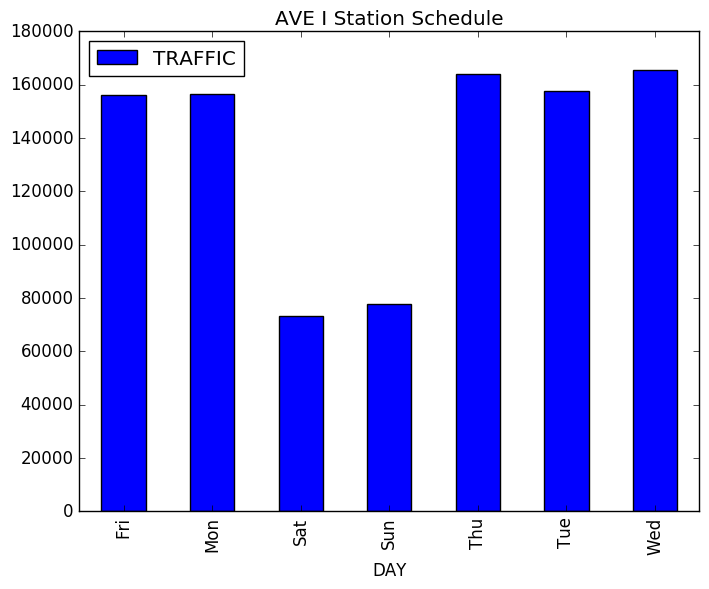 AVE I Station Schedule
TRAFFIC
180000
160000
140000
120000
100000
80000
60000
40000
20000
0
Fri
Mon
Sat
Sun
Thu
Tue
Wed
DAY